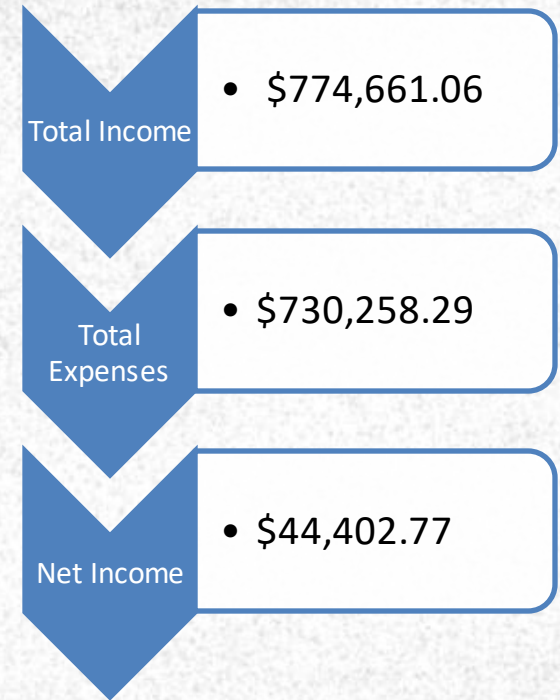 Total Income
• $774,661.06
Total
Expenses
• $730,258.29
Net Income
• $44,402.77